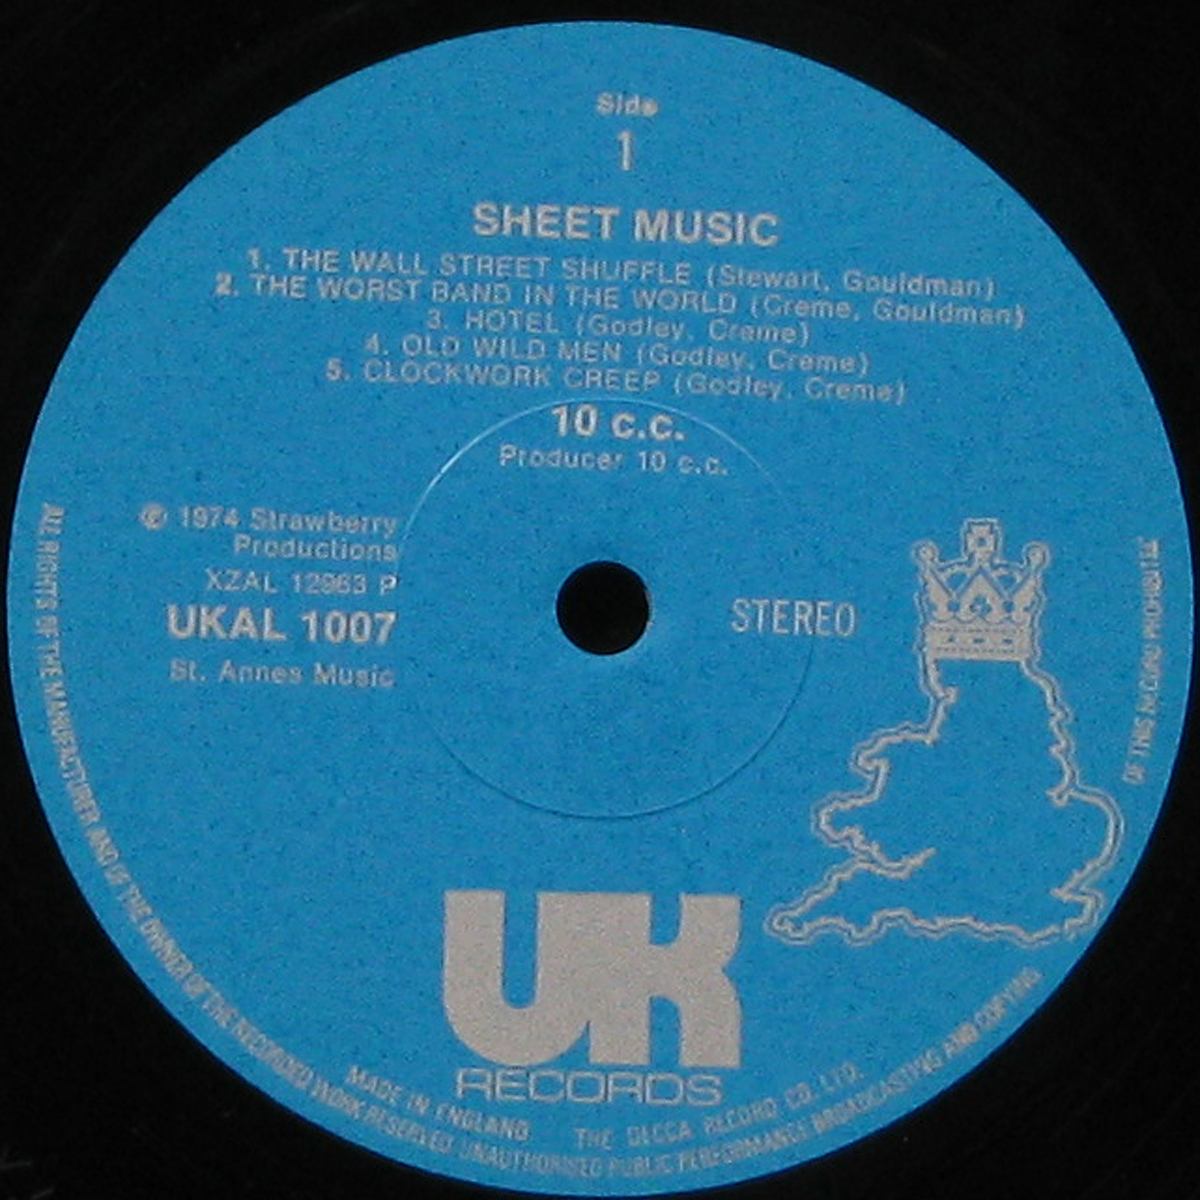 Side
1
SHEET MUSIC
1. THE WALL STREET SHUFFLE (Stewart, Gouldman)
2. THE WORST BAND IN THE WORLD (Creme, Gouldman)
3. HOTEL (Godley, Creme)
4. OLD WILD MEN (Godley, Creme)
5. CLOCKWORK CREEP (Godley, Creme)
10 c.c.
Producer 10 c.c.
℗ 1974 Strawberry
Productions
XZAL 12963 P
UKAL 1007
St. Annes Music
STEREO
UK
RECORDS
MADE IN ENGLAND THE DECCA RECORD CO. LTD.
ALL RIGHTS OF THE MANUFACTURER AND OF THE OWNER OF THE RECORDED WORK RESERVED. UNAUTHORISED PUBLIC PERFORMANCE BROADCASTING AND COPYING OF THIS RECORD PROHIBITED